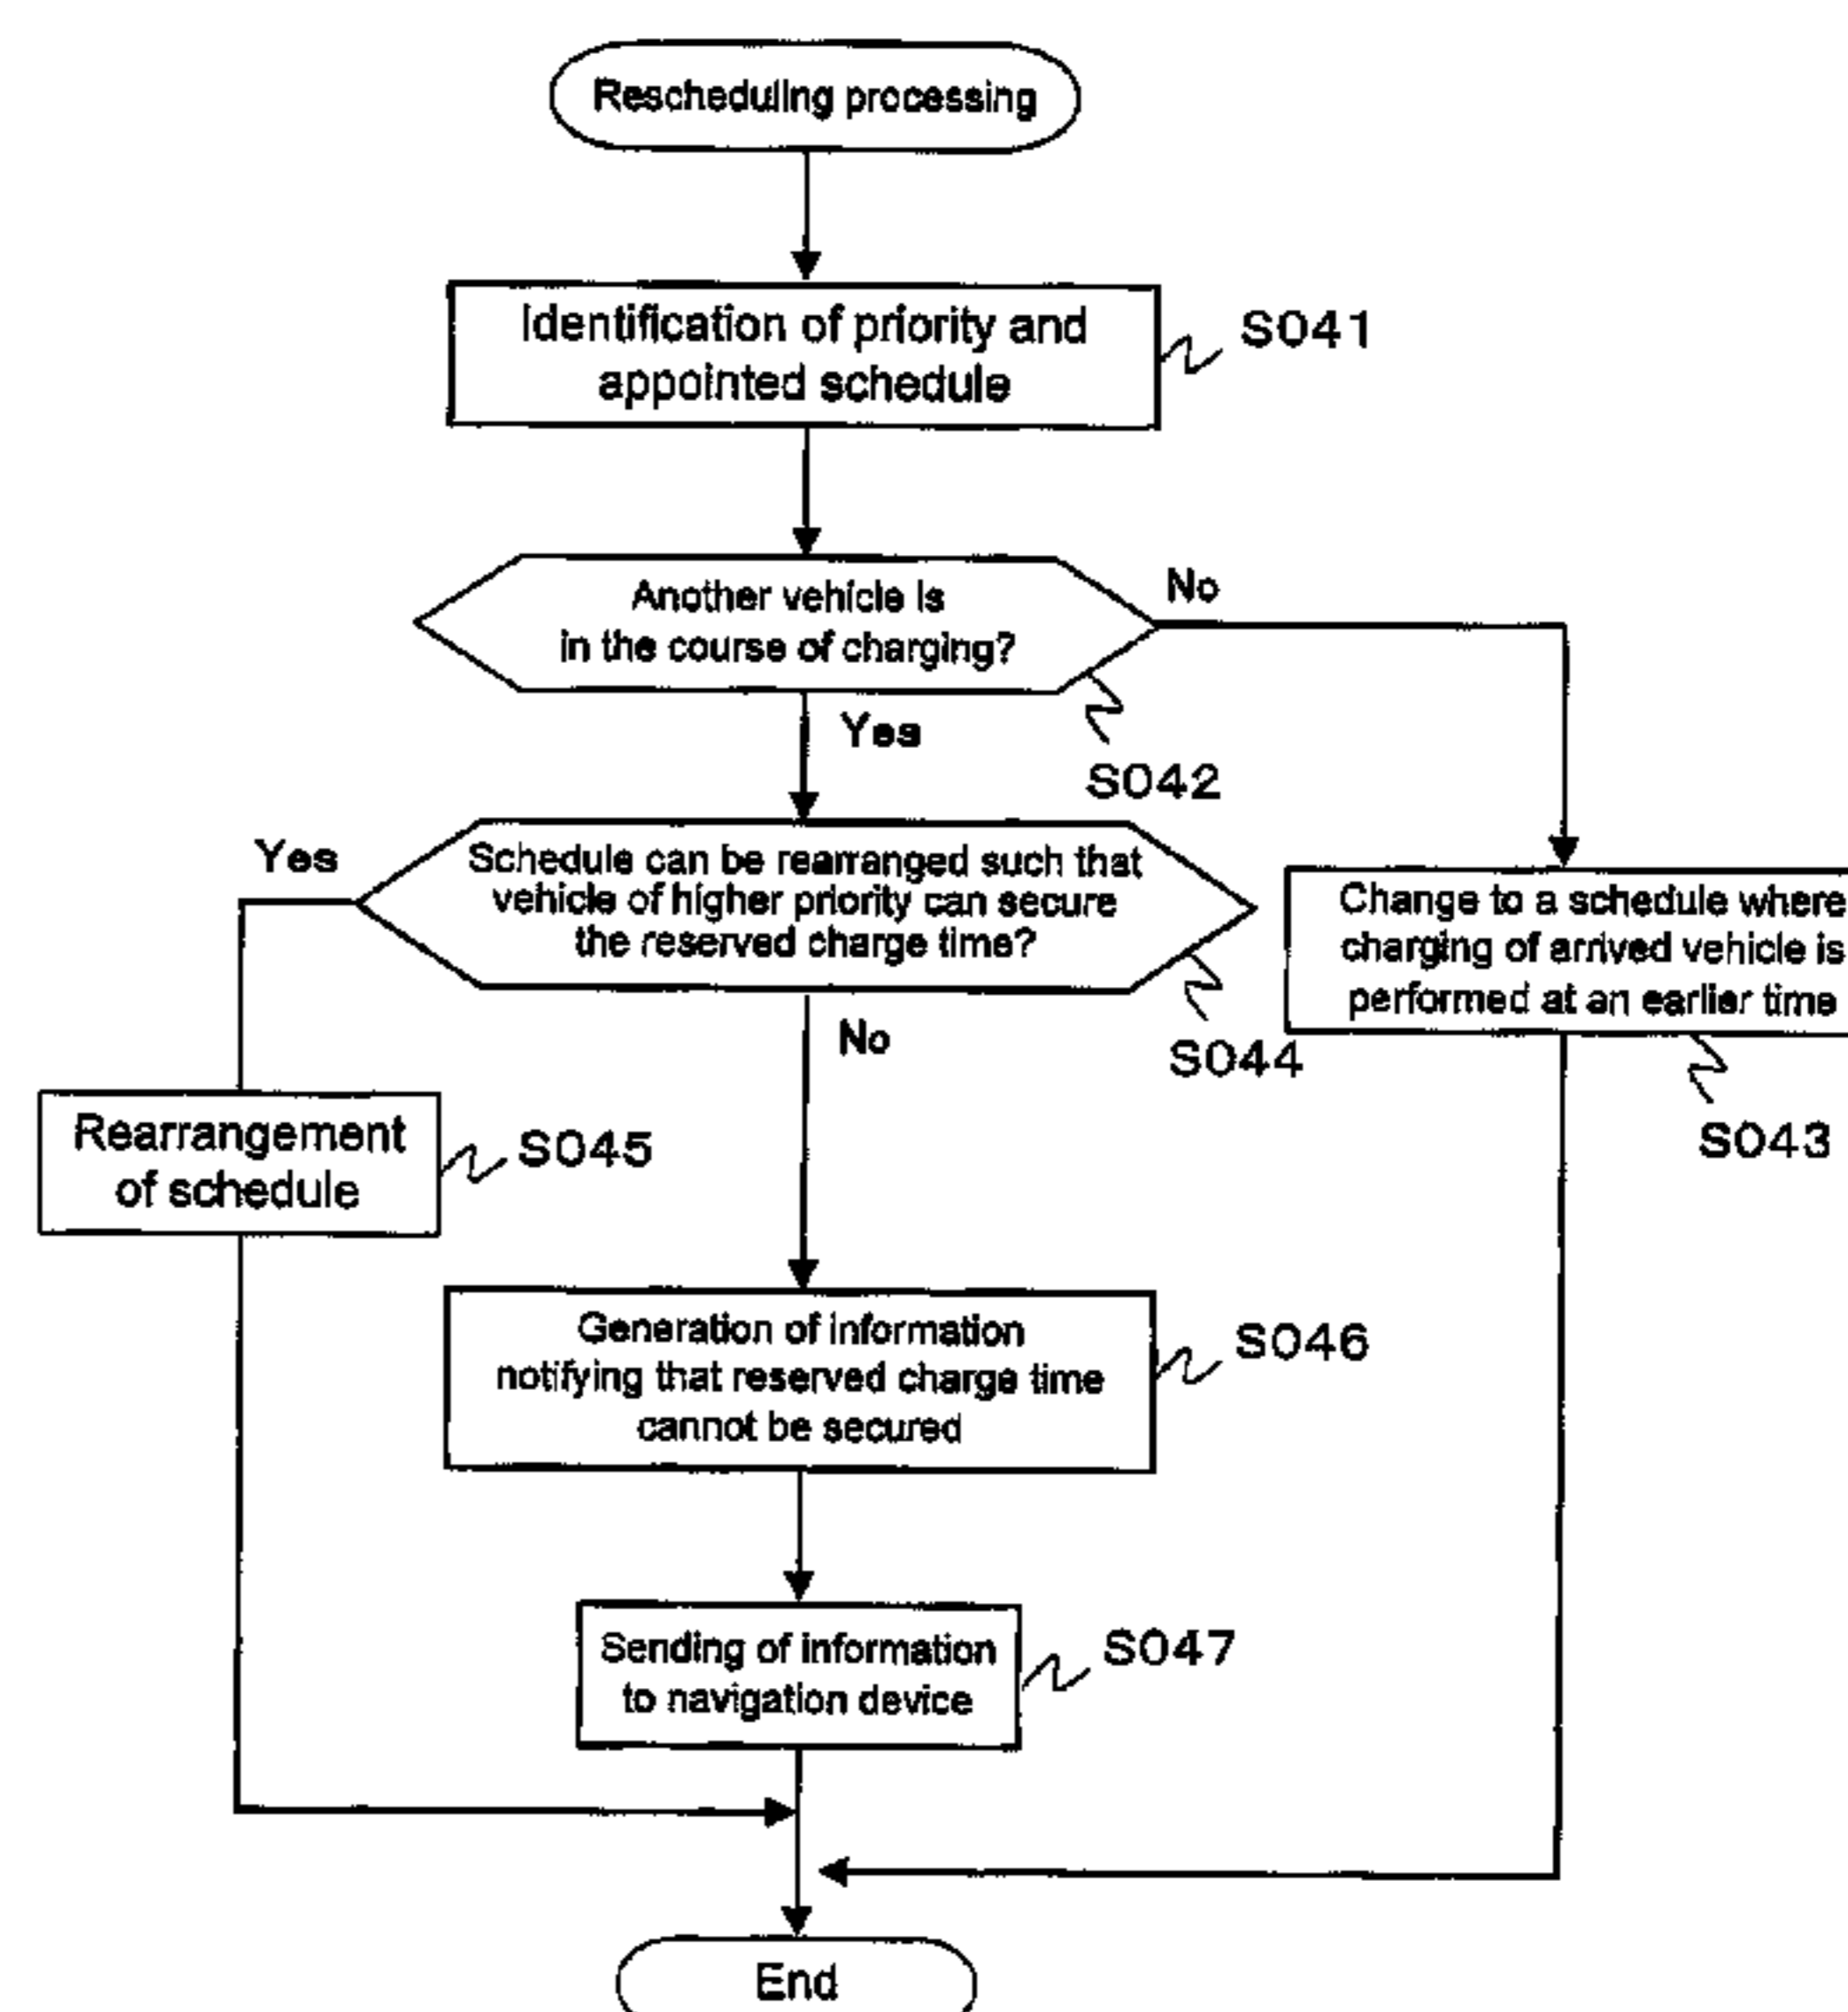 Rescheduling processing
Identification of priority and
appointed schedule
S041
Another vehicle is
in the course of charging?
No
Yes
S042
Yes
Schedule can be rearranged such that
vehicle of higher priority can secure
the reserved charge time?
S044
No
Change to a schedule where
charging of arrived vehicle is
performed at an earlier time
S043
Rearrangement
of schedule
S045
Generation of information
notifying that reserved charge time
cannot be secured
S046
Sending of information
to navigation device
S047
End